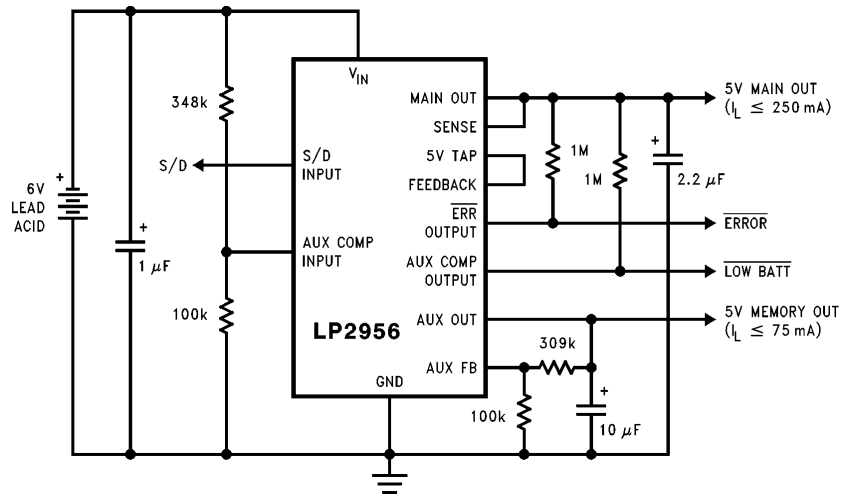 V_IN
MAIN OUT
5V MAIN OUT
(I_L ≤ 250 mA)
348k
SENSE
S/D
S/D
INPUT
5V TAP
1M
1M
+
2.2 μF
FEEDBACK
+
6V
LEAD
ACID
ERR
OUTPUT
ERROR
+
1 μF
AUX COMP
INPUT
AUX COMP
OUTPUT
LOW BATT
100k
LP2956
AUX OUT
5V MEMORY OUT
(I_L ≤ 75 mA)
309k
AUX FB
GND
100k
+
10 μF